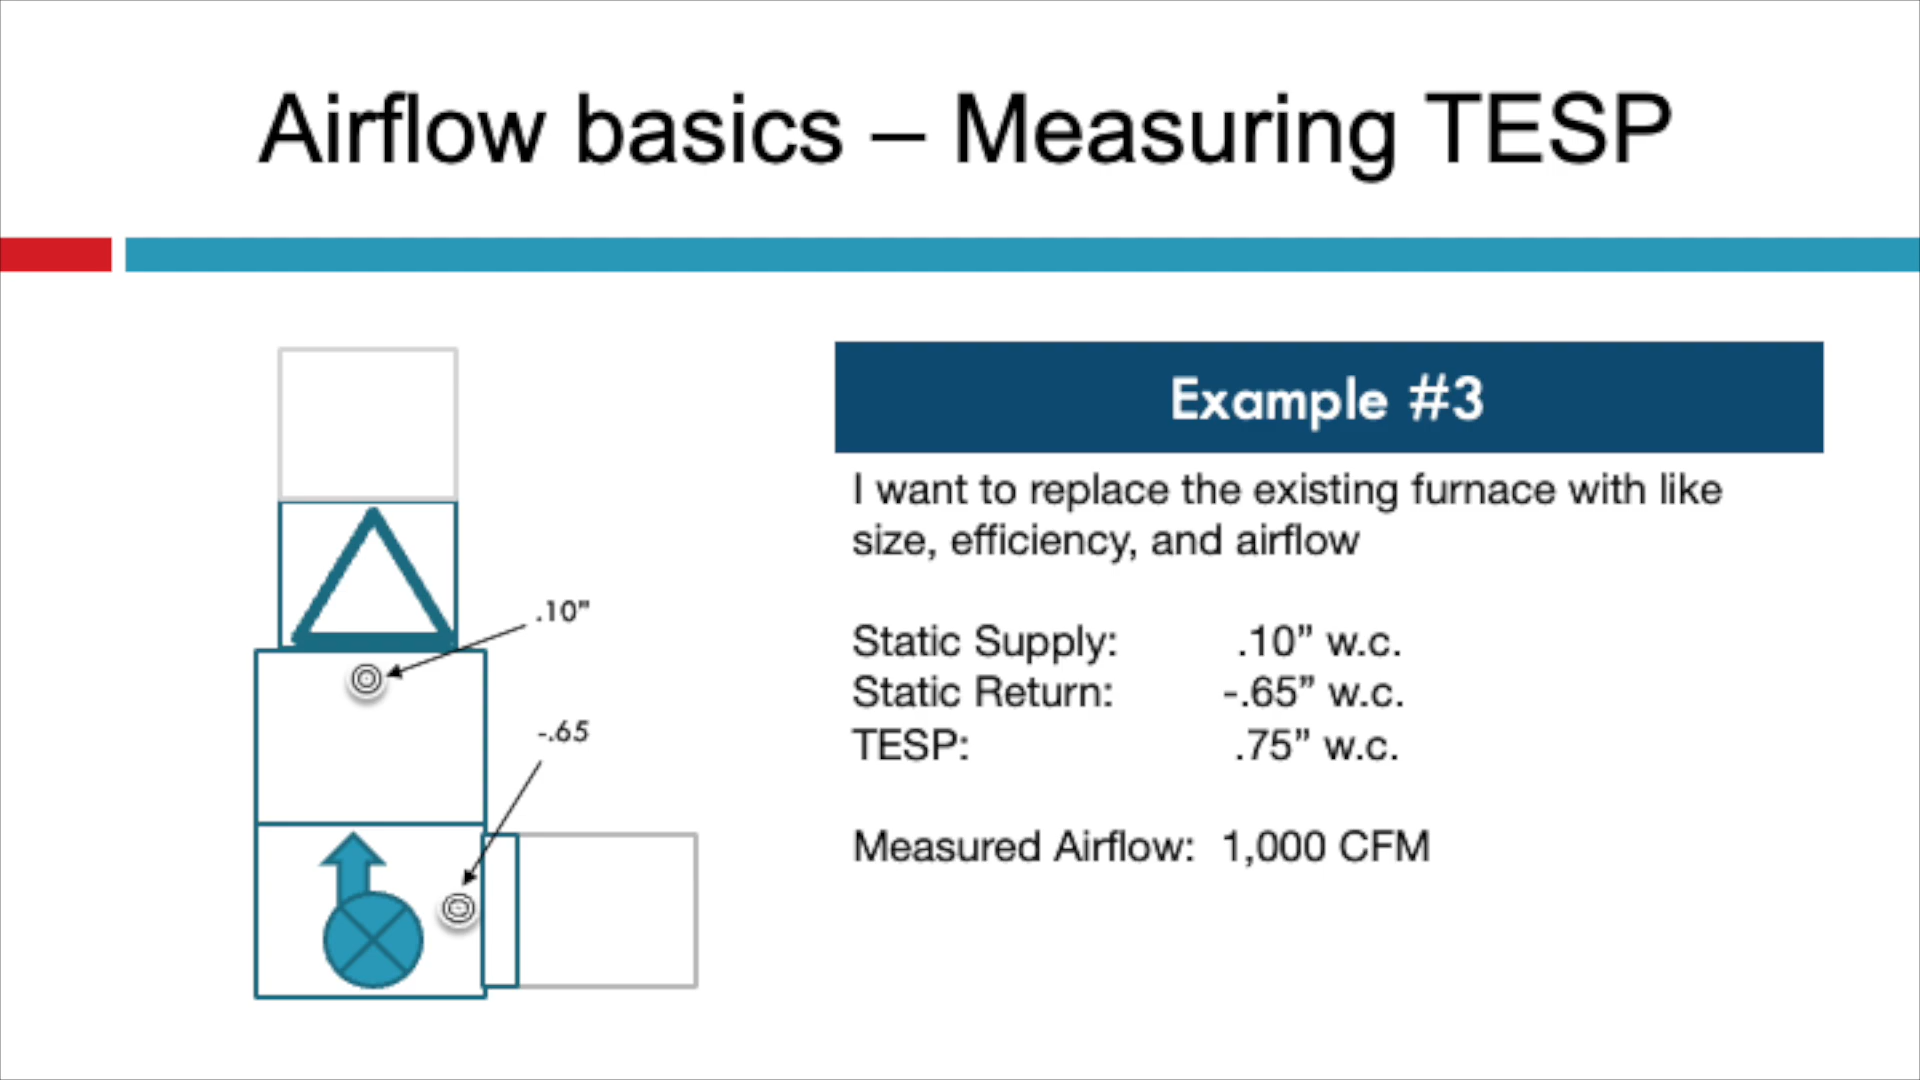 Airflow basics – Measuring TESP
Example #3
I want to replace the existing furnace with like
size, efficiency, and airflow
Static Supply: .10” w.c.
Static Return: -.65” w.c.
TESP: .75” w.c.
Measured Airflow: 1,000 CFM
.10”
-.65